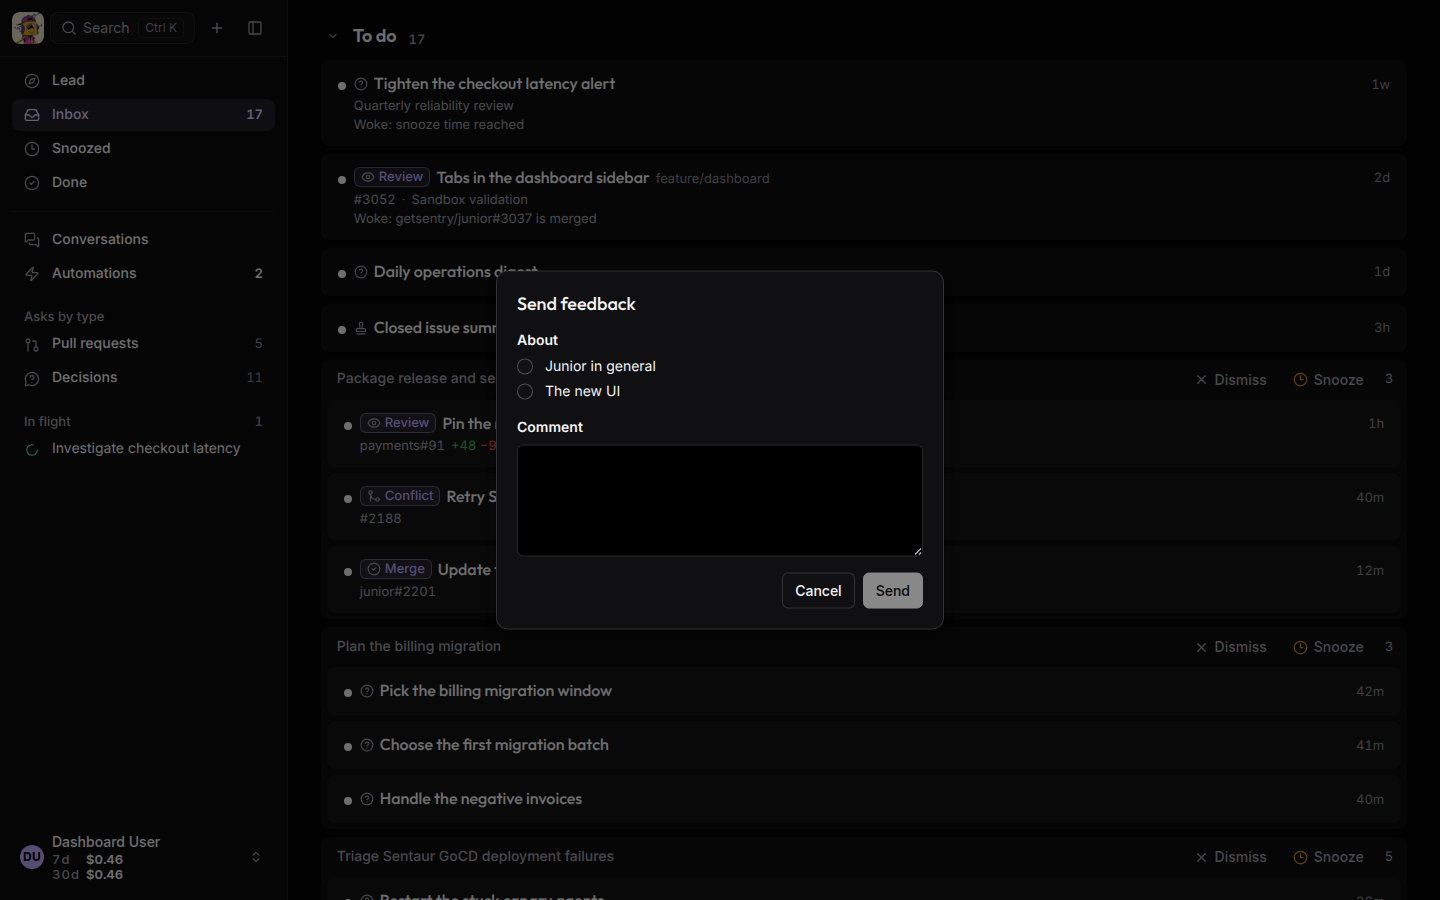 Search Ctrl K
Lead
Inbox 17
Snoozed
Done
Conversations
Automations 2
Asks by type
Pull requests 5
Decisions 11
In flight 1
Investigate checkout latency
Dashboard User
DU
7d $0.46
30d $0.46
To do 17
Tighten the checkout latency alert 1w
Quarterly reliability review
Woke: snooze time reached
Review Tabs in the dashboard sidebar feature/dashboard 2d
#3052 · Sandbox validation
Woke: getsentry/junior#3037 is merged
Daily operations digest 1d
Closed issue 3h
Package release and Dismiss Snooze 3
Review Pin the 1h
payments#91 +48
Conflict Retry 40m
#2188
Merge Update 12m
junior#2201
Plan the billing migration Dismiss Snooze 3
Pick the billing migration window 42m
Choose the first migration batch 41m
Handle the negative invoices 40m
Triage Sentaur GoCD deployment failures Dismiss Snooze 5
Restart the stuck canary agents
Send feedback
About
Junior in general
The new UI
Comment
Cancel Send